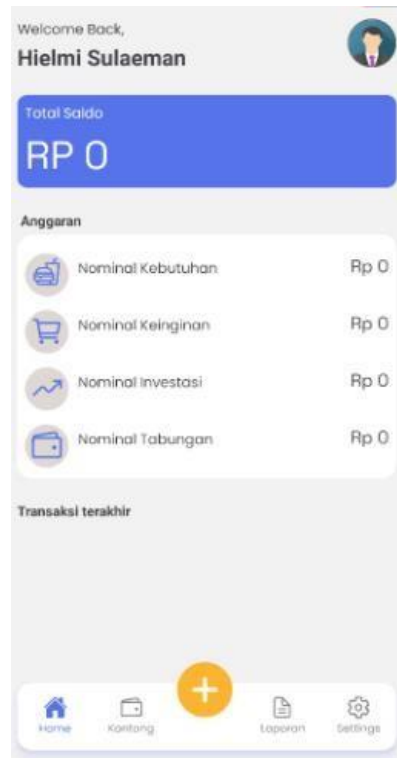 Welcome Back,
Hielmi Sulaeman
Total Saldo
RP 0
Anggaran
Nominal Kebutuhan Rp 0
Nominal Keinginan Rp 0
Nominal Investasi Rp 0
Nominal Tabungan Rp 0
Transaksi terakhir
Home Kantong Laporan Settings